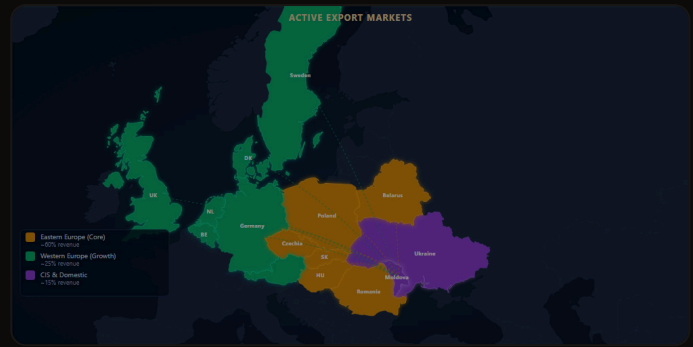 ACTIVE EXPORT MARKETS
Sweden
DK
UK
NL
BE
Germany
Poland
Belarus
Czechia
SK
HU
Ukraine
Moldova
Romania
Eastern Europe (Core)
~60% revenue
Western Europe (Growth)
~25% revenue
CIS & Domestic
~15% revenue